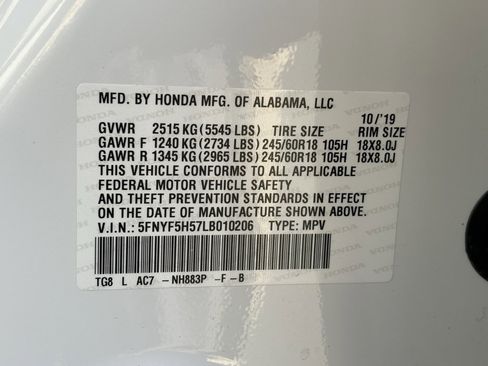 MFD. BY HONDA MFG. OF ALABAMA, LLC
10/'19
GVWR 2515 KG (5545 LBS) TIRE SIZE RIM SIZE
GAWR F 1240 KG (2734 LBS) 245/60R18 105H 18X8.0J
GAWR R 1345 KG (2965 LBS) 245/60R18 105H 18X8.0J
THIS VEHICLE CONFORMS TO ALL APPLICABLE
FEDERAL MOTOR VEHICLE SAFETY
AND THEFT PREVENTION STANDARDS IN EFFECT
ON THE DATE OF MANUFACTURE SHOWN ABOVE.
V.I.N.: 5FNYF5H57LB010206 TYPE: MPV
TG8 L AC7 -NH883P -F -B